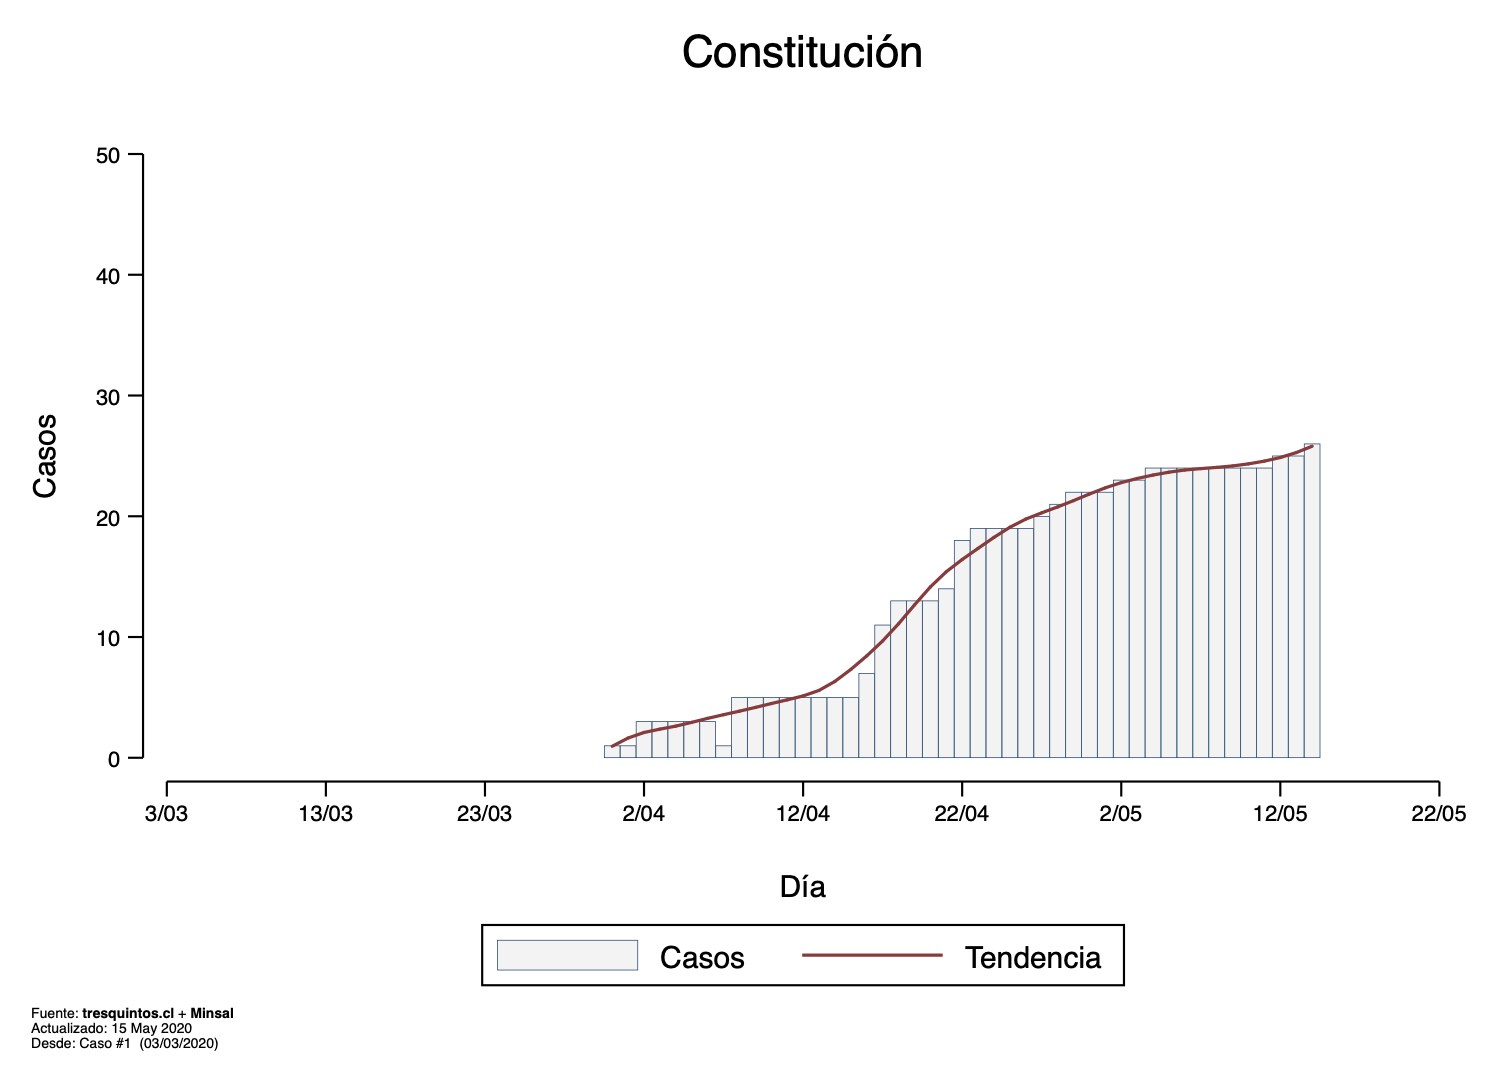 Constitución
50
40
30
20
10
0
Casos
3/03 13/03 23/03 2/04 12/04 22/04 2/05 12/05 22/05
Día
Casos Tendencia
Fuente: tresquintos.cl + Minsal
Actualizado: 15 May 2020
Desde: Caso #1 (03/03/2020)